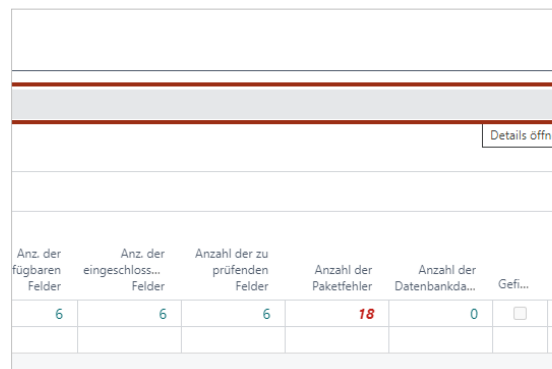 Details öffn
Anz. der
fügbaren
Felder
Anz. der
eingeschloss...
Felder
Anzahl der zu
prüfenden
Felder
Anzahl der
Paketfehler
Anzahl der
Datenbankda...
Gefi...
6
6
6
18
0